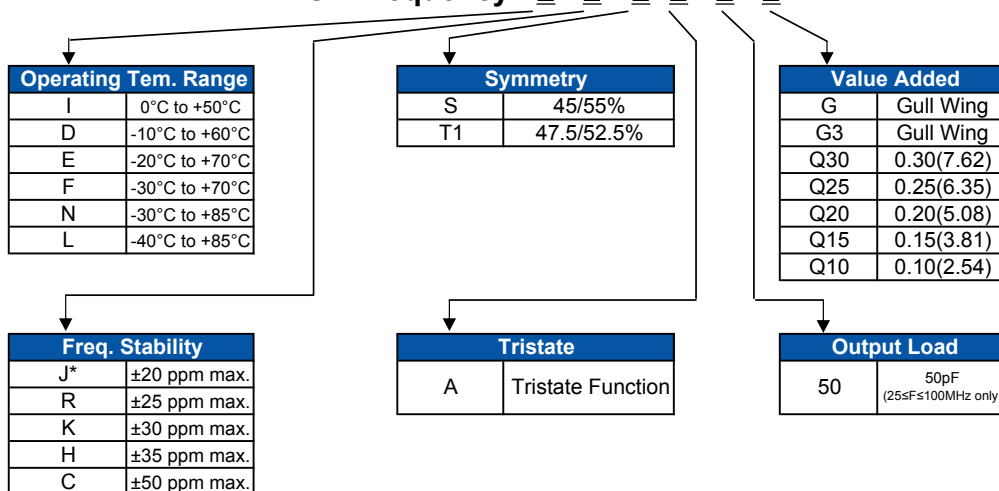 Operating Tem. Range
I 0°C to +50°C
D -10°C to +60°C
E -20°C to +70°C
F -30°C to +70°C
N -30°C to +85°C
L -40°C to +85°C
Symmetry
S 45/55%
T1 47.5/52.5%
Value Added
G Gull Wing
G3 Gull Wing
Q30 0.30(7.62)
Q25 0.25(6.35)
Q20 0.20(5.08)
Q15 0.15(3.81)
Q10 0.10(2.54)
Freq. Stability
J* ±20 ppm max.
R ±25 ppm max.
K ±30 ppm max.
H ±35 ppm max.
C ±50 ppm max.
Tristate
A Tristate Function
Output Load
50 50pF
(25≤F≤100MHz only